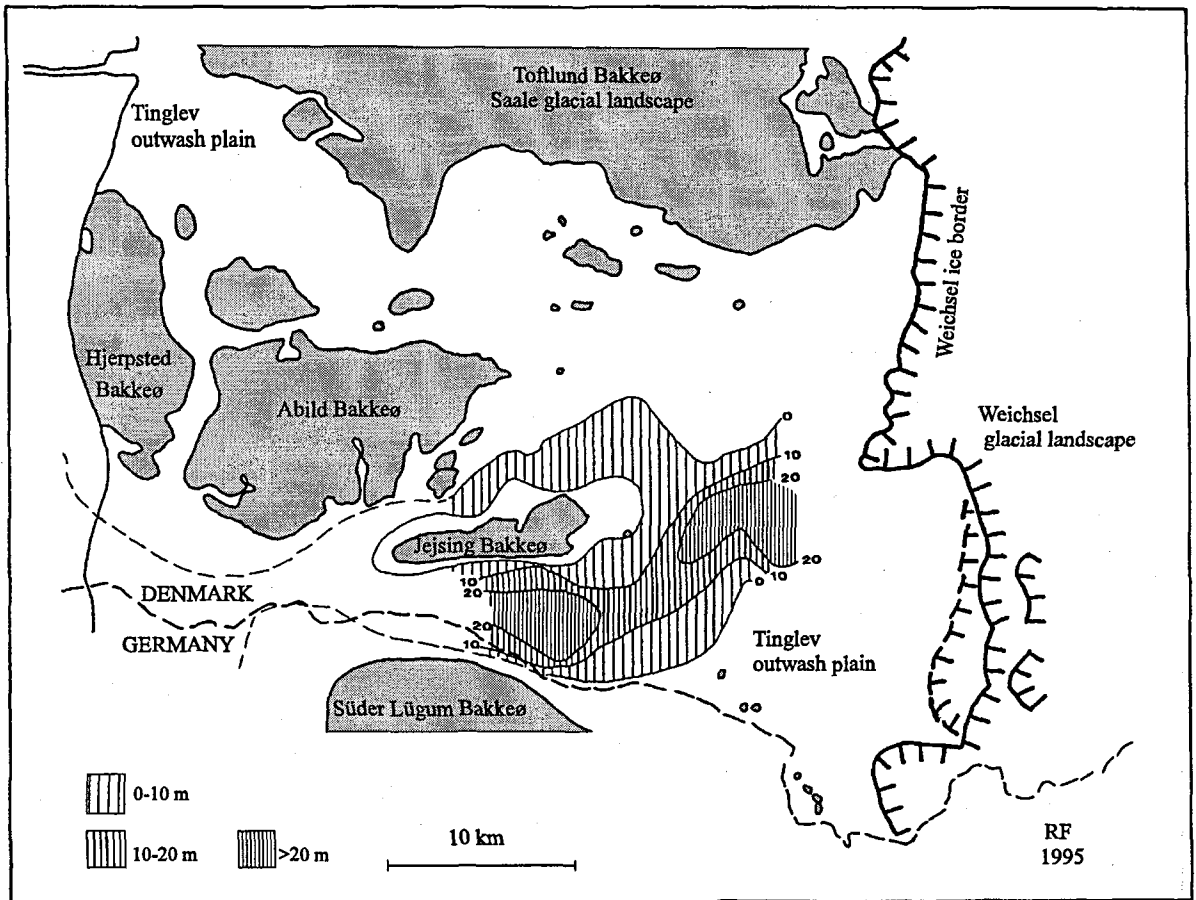 Toftlund Bakkeø
Saale glacial landscape
Tinglev
outwash plain
Weichsel ice border
Hjerpsted
Bakkeø
Abild Bakkeø
Weichsel
glacial landscape
0
10
20
Jejsing Bakkeø
10
20
20
10
0
20
10
DENMARK
GERMANY
Tinglev
outwash plain
Süder Lügum Bakkeø
0-10 m
10-20 m
>20 m
10 km
RF
1995